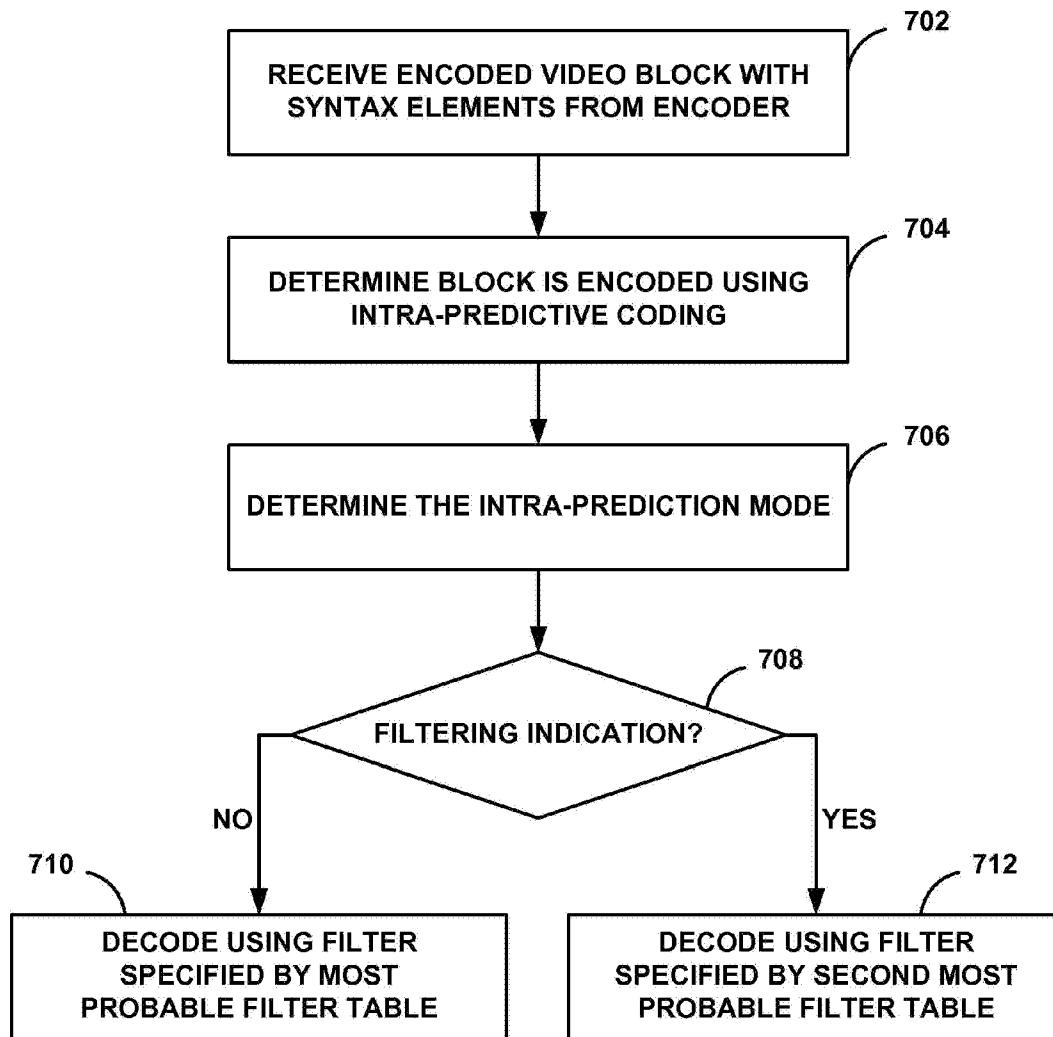 702
RECEIVE ENCODED VIDEO BLOCK WITH
SYNTAX ELEMENTS FROM ENCODER
704
DETERMINE BLOCK IS ENCODED USING
INTRA-PREDICTIVE CODING
706
DETERMINE THE INTRA-PREDICTION MODE
708
FILTERING INDICATION?
NO
YES
710
712
DECODE USING FILTER
SPECIFIED BY MOST
PROBABLE FILTER TABLE
DECODE USING FILTER
SPECIFIED BY SECOND MOST
PROBABLE FILTER TABLE